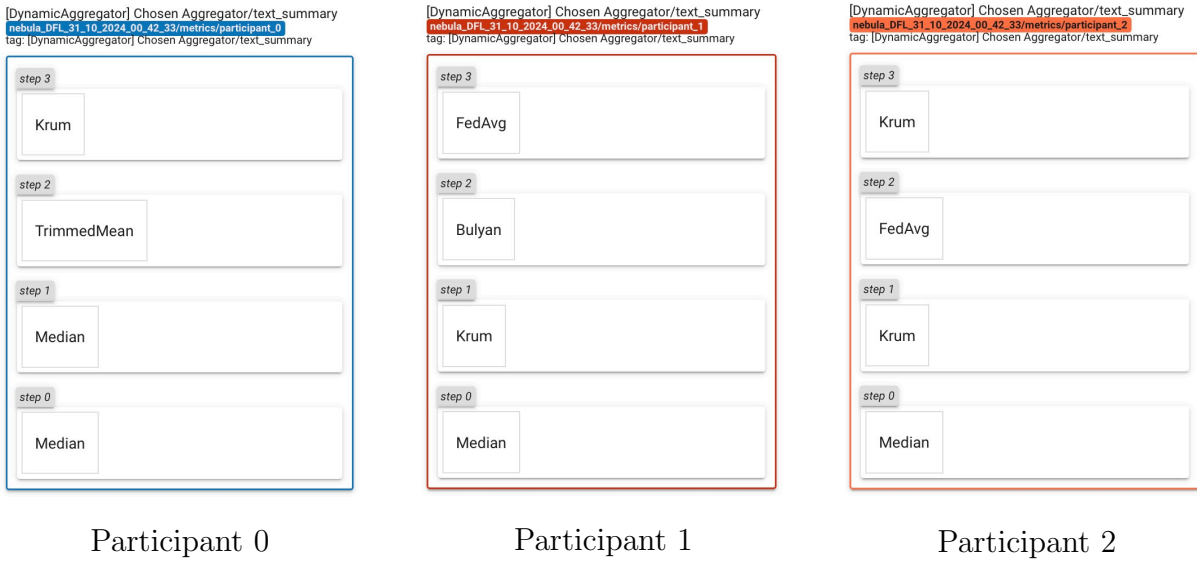 [DynamicAggregator] Chosen Aggregator/text_summary
nebula_DFL_31_10_2024_00_42_33/metrics/participant_0
tag: [DynamicAggregator] Chosen Aggregator/text_summary
step 3
Krum
step 2
TrimmedMean
step 1
Median
step 0
Median
Participant 0
[DynamicAggregator] Chosen Aggregator/text_summary
nebula_DFL_31_10_2024_00_42_33/metrics/participant_1
tag: [DynamicAggregator] Chosen Aggregator/text_summary
step 3
FedAvg
step 2
Bulyan
step 1
Krum
step 0
Median
Participant 1
[DynamicAggregator] Chosen Aggregator/text_summary
nebula_DFL_31_10_2024_00_42_33/metrics/participant_2
tag: [DynamicAggregator] Chosen Aggregator/text_summary
step 3
Krum
step 2
FedAvg
step 1
Krum
step 0
Median
Participant 2